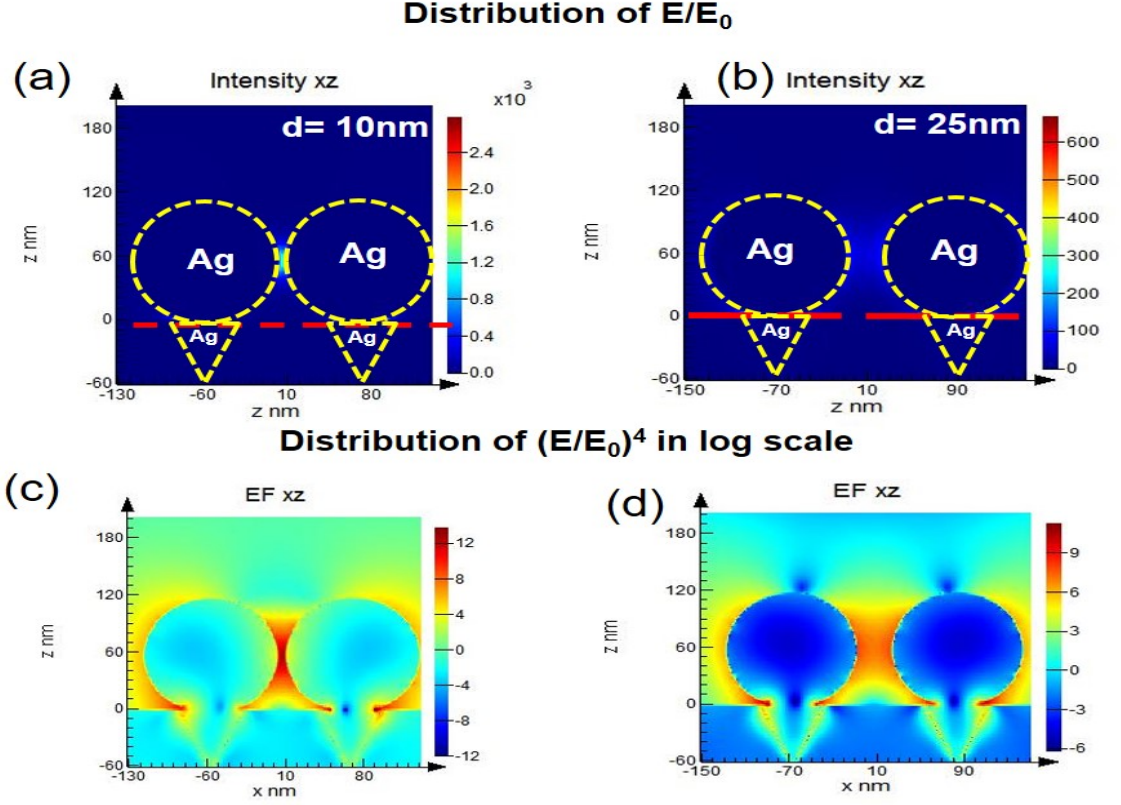 Distribution of E/E₀
(a)
Intensity xz
x10³
d= 10nm
180
120
60
0
-60
z nm
Ag
Ag
Ag
Ag
-130
-60
10
80
z nm
2.4
2.0
1.6
1.2
0.8
0.4
0.0
(b)
Intensity xz
d= 25nm
180
120
60
0
-60
z nm
Ag
Ag
Ag
Ag
-150
-70
10
90
z nm
600
500
400
300
200
100
0
Distribution of (E/E₀)⁴ in log scale
(c)
EF xz
180
120
60
0
-60
z nm
-130
-60
10
80
x nm
12
8
4
0
-4
-8
-12
(d)
EF xz
180
120
60
0
-60
z nm
-150
-70
10
90
x nm
9
6
3
0
-3
-6